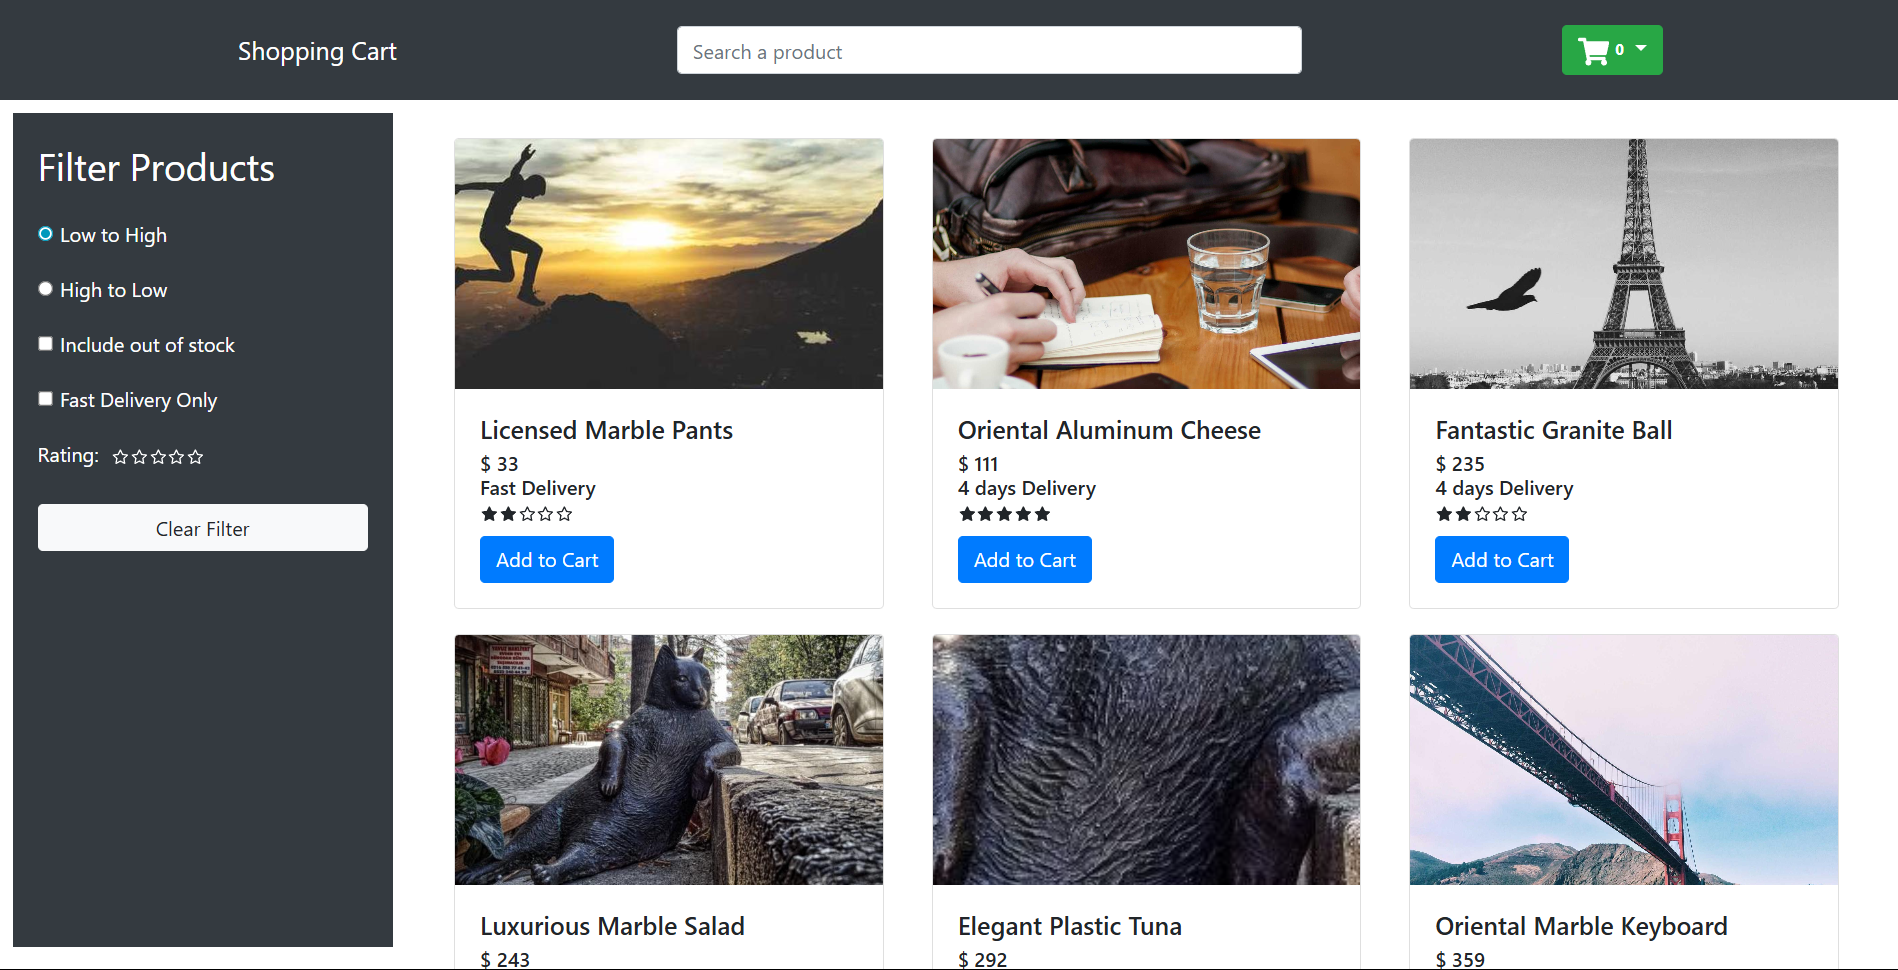 Shopping Cart
Search a product
0
Filter Products
Low to High
High to Low
Include out of stock
Fast Delivery Only
Rating:
Clear Filter
Licensed Marble Pants
$ 33
Fast Delivery
Add to Cart
Oriental Aluminum Cheese
$ 111
4 days Delivery
Add to Cart
Fantastic Granite Ball
$ 235
4 days Delivery
Add to Cart
Luxurious Marble Salad
$ 243
Elegant Plastic Tuna
$ 292
Oriental Marble Keyboard
$ 359